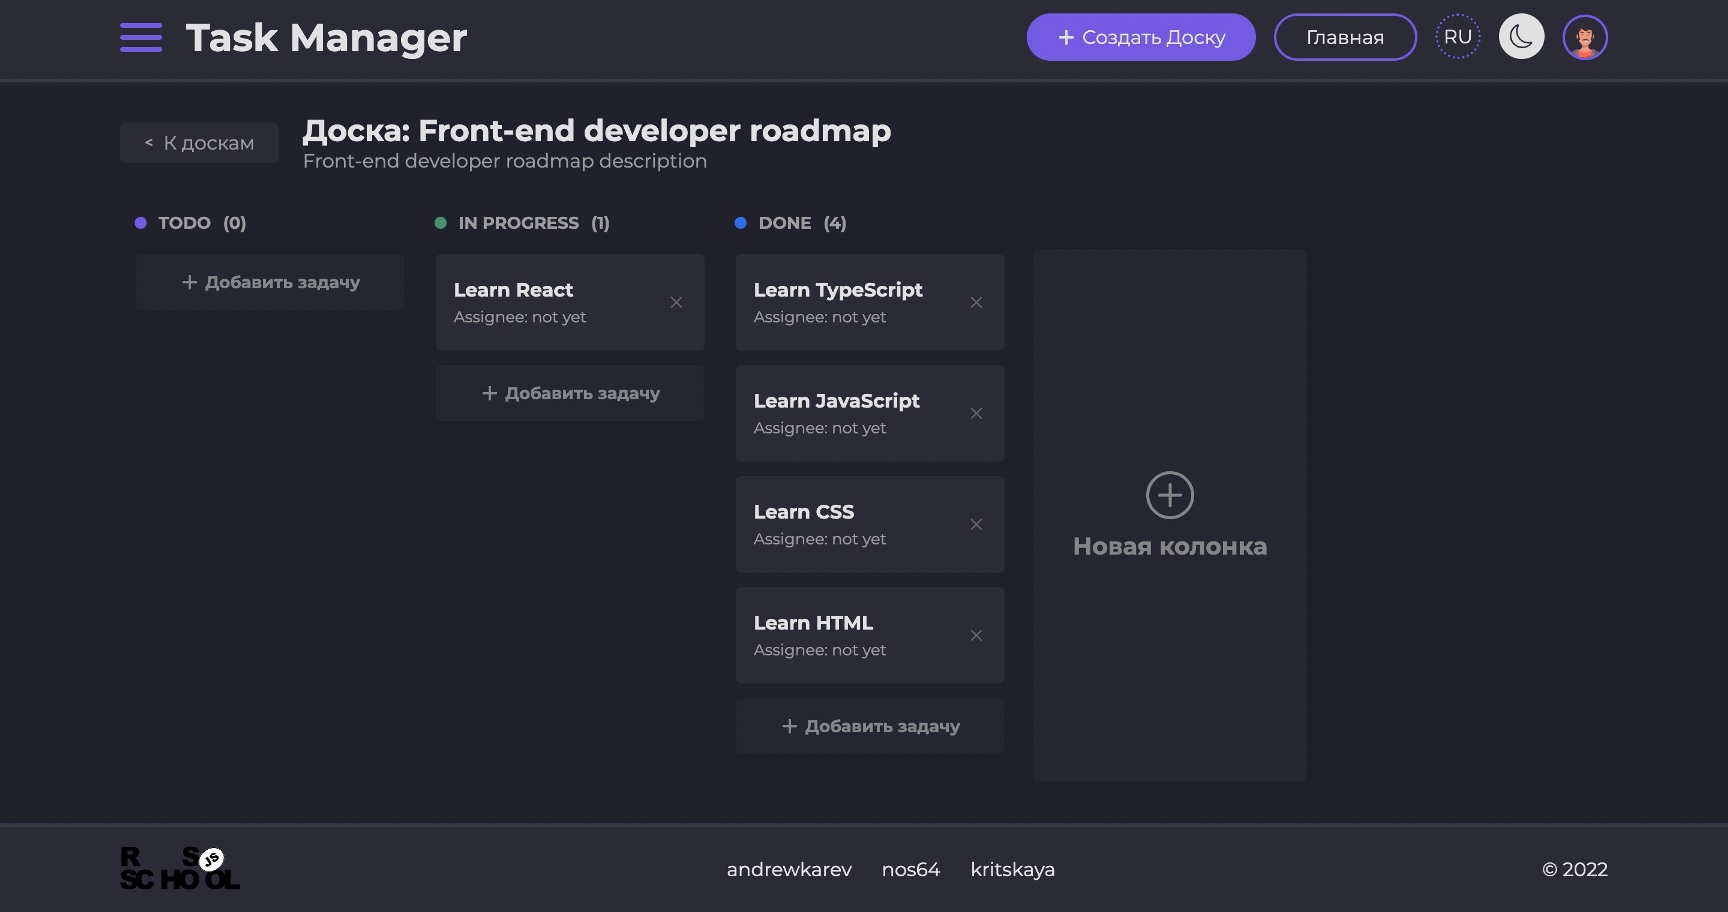 Task Manager
+ Создать Доску
Главная
RU
< К доскам
Доска: Front-end developer roadmap
Front-end developer roadmap description
TODO (0)
+ Добавить задачу
IN PROGRESS (1)
Learn React
Assignee: not yet
+ Добавить задачу
DONE (4)
Learn TypeScript
Assignee: not yet
Learn JavaScript
Assignee: not yet
Learn CSS
Assignee: not yet
Learn HTML
Assignee: not yet
+ Добавить задачу
Новая колонка
R S JS
SCHOOL
andrewkarev nos64 kritskaya
© 2022